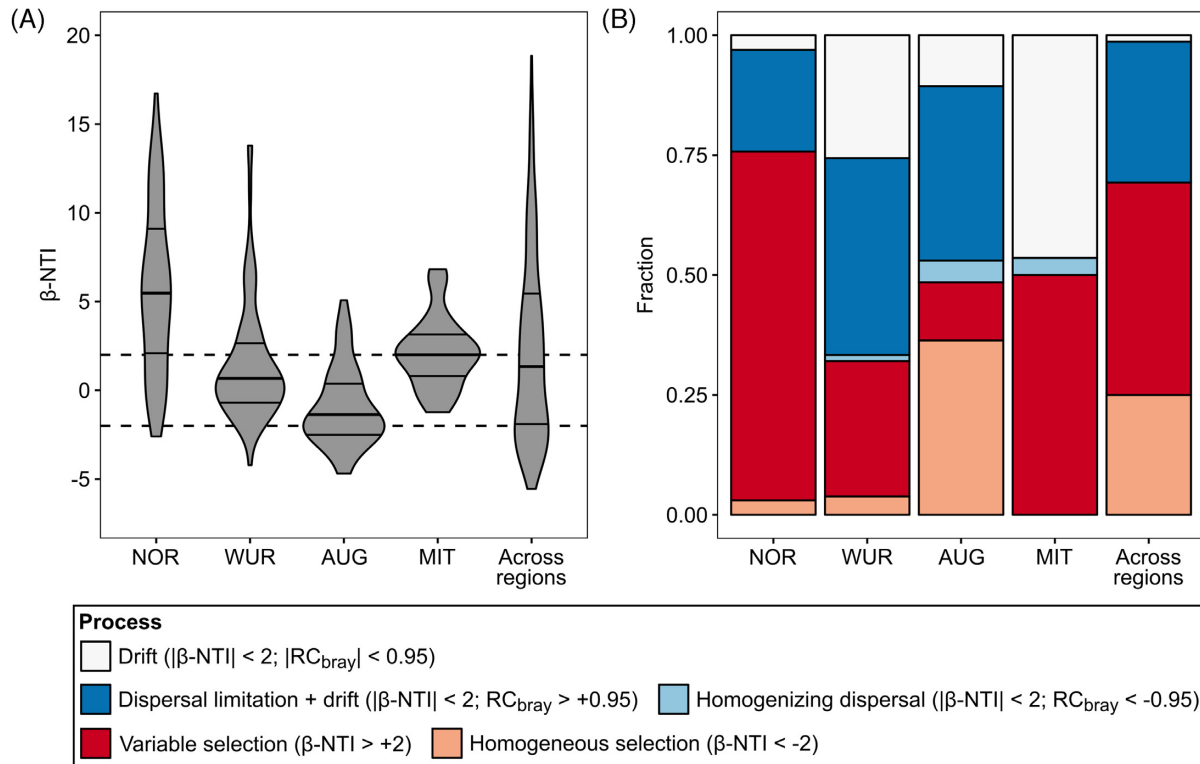 (A)
β-NTI
20
15
10
5
0
-5
NOR WUR AUG MIT Across
regions
(B)
Fraction
1.00
0.75
0.50
0.25
0.00
NOR WUR AUG MIT Across
regions
Process
Drift (|β-NTI| < 2; |RCbray| < 0.95)
Dispersal limitation + drift (|β-NTI| < 2; RCbray > +0.95) Homogenizing dispersal (|β-NTI| < 2; RCbray < -0.95)
Variable selection (β-NTI > +2) Homogeneous selection (β-NTI < -2)